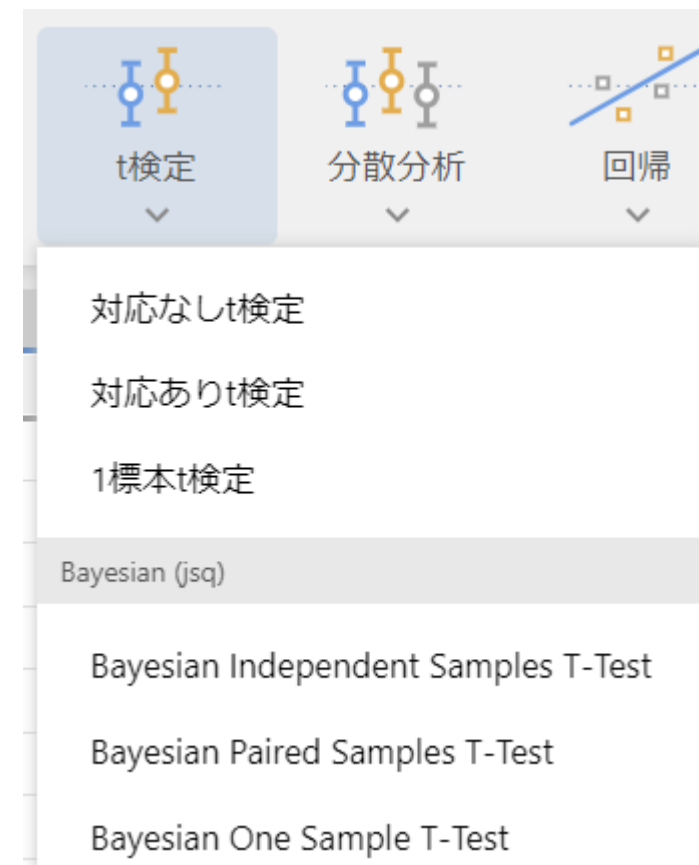 t検定
分散分析
回帰
対応なしt検定
対応ありt検定
1標本t検定
Bayesian (jsq)
Bayesian Independent Samples T-Test
Bayesian Paired Samples T-Test
Bayesian One Sample T-Test